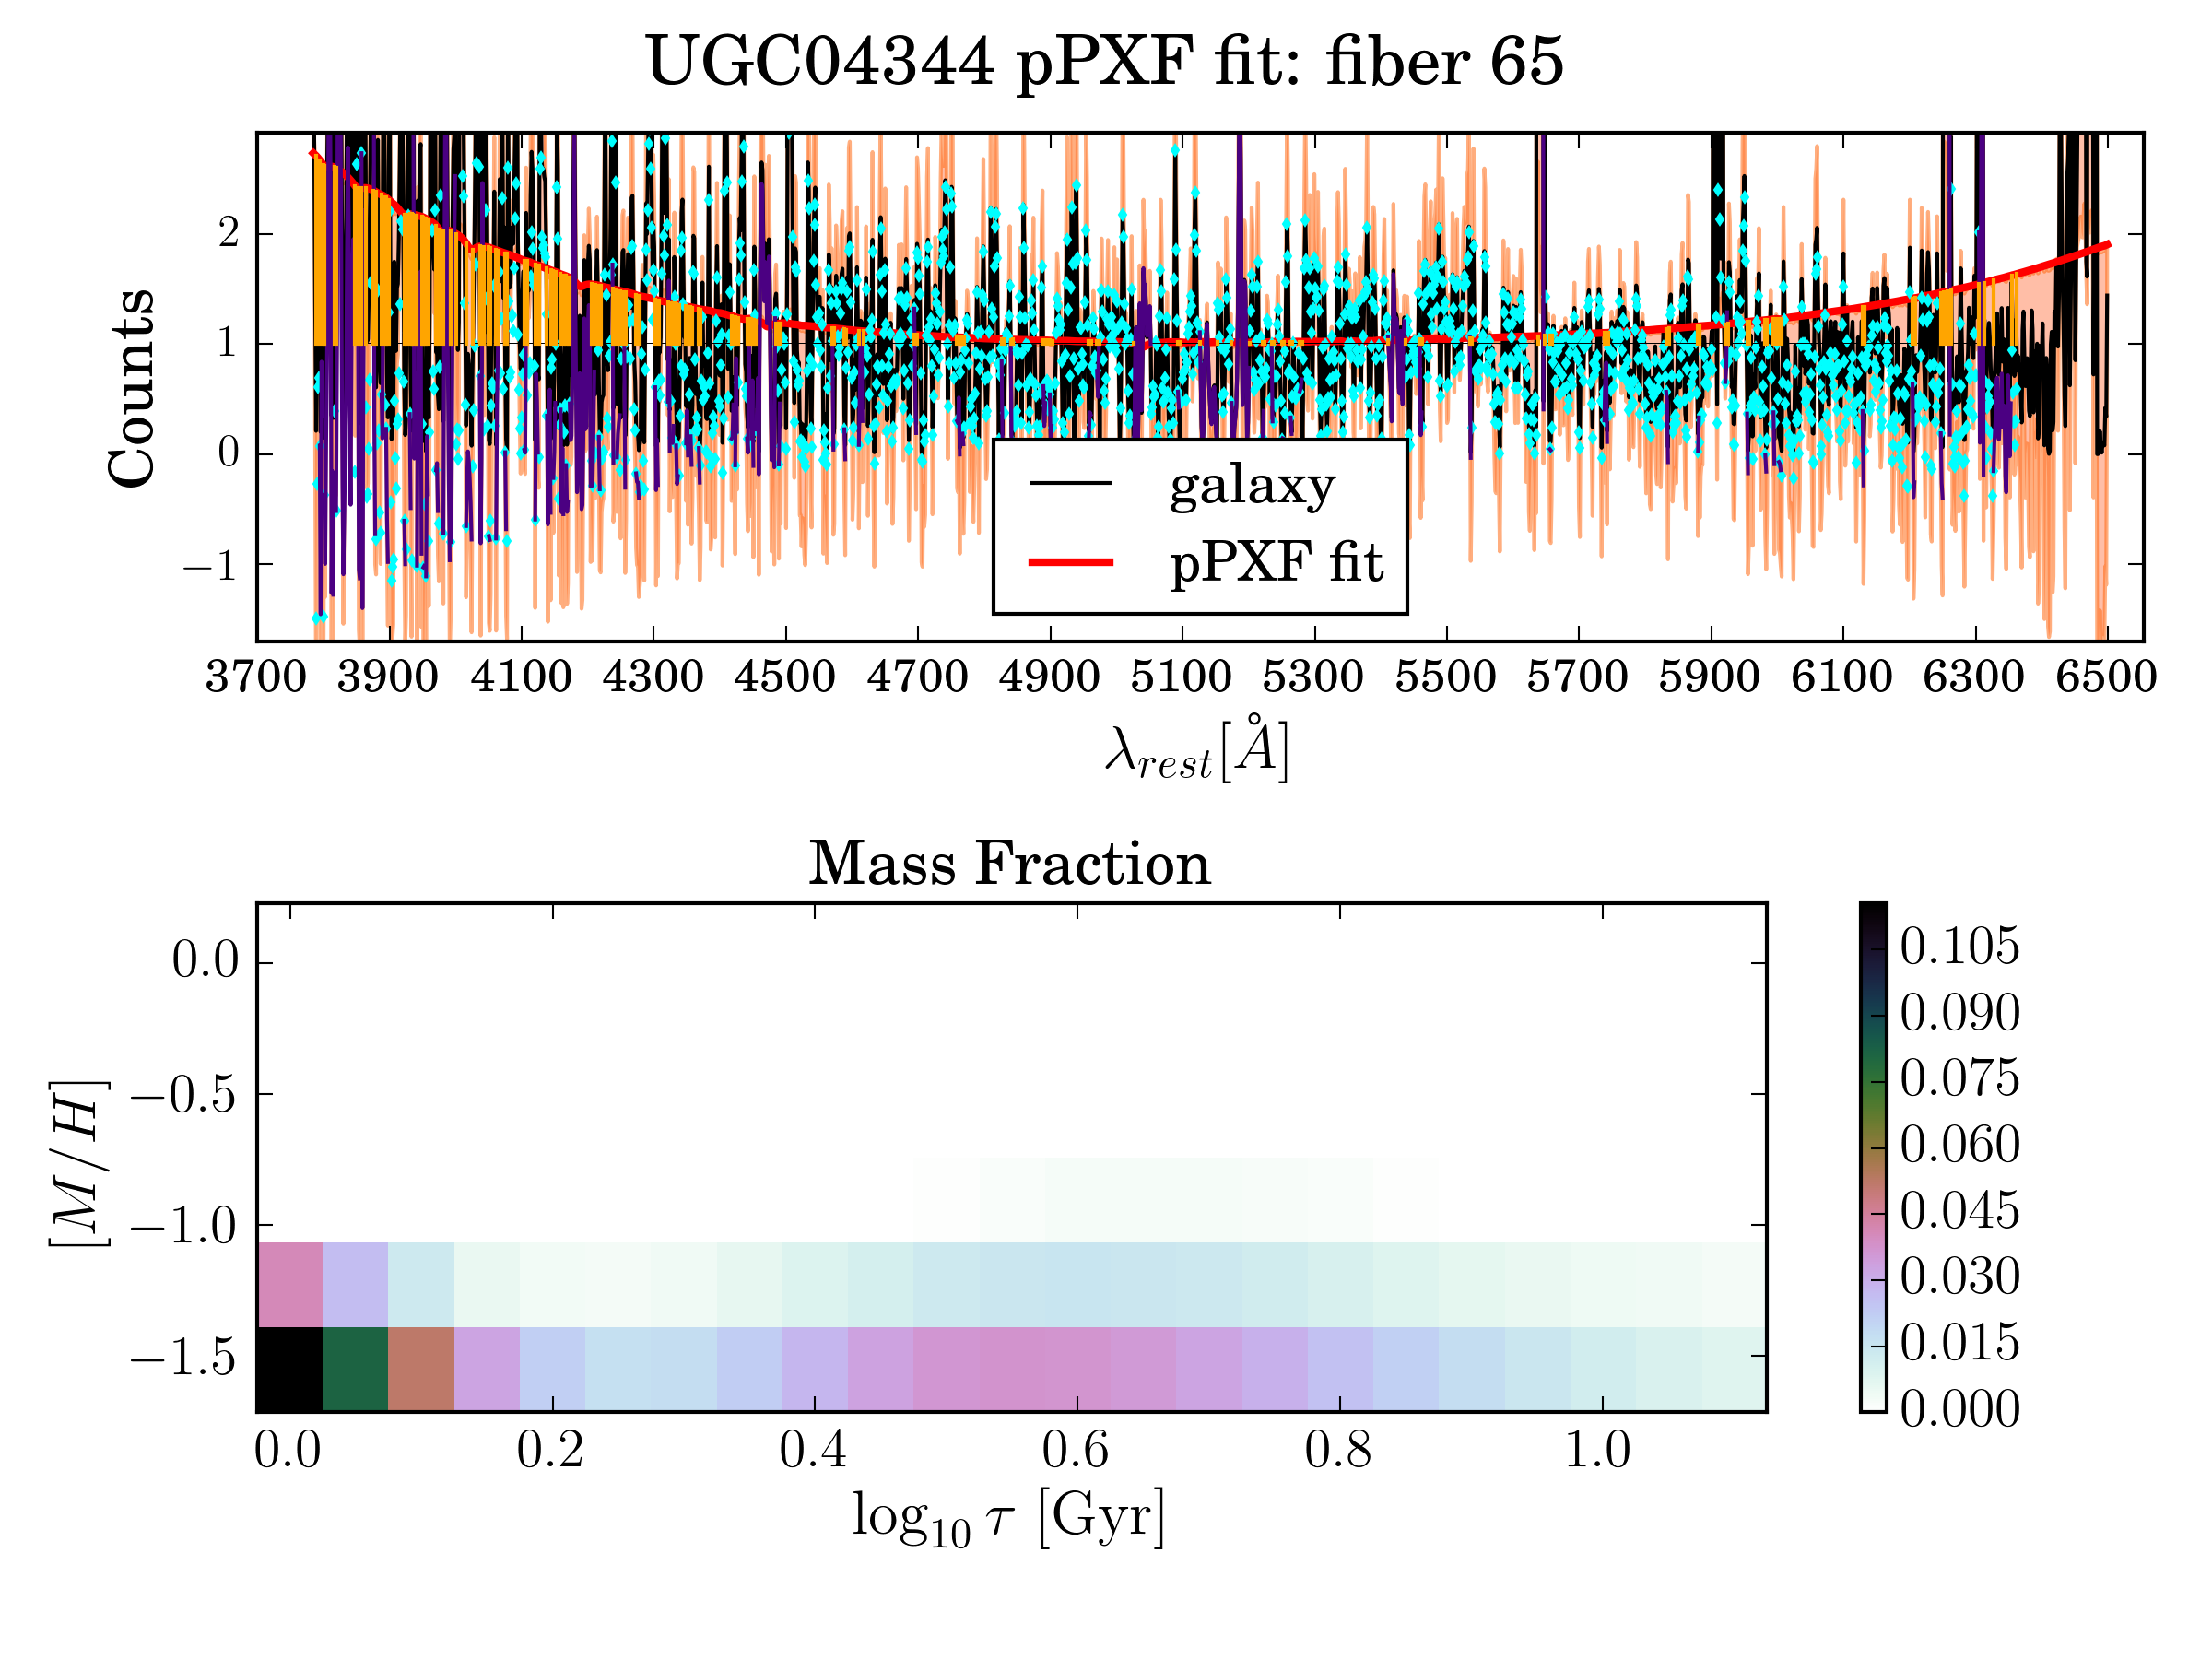 UGC04344 pPXF fit: fiber 65
Counts
2
1
0
−1
galaxy
pPXF fit
3700 3900 4100 4300 4500 4700 4900 5100 5300 5500 5700 5900 6100 6300 6500
λrest[Å]
Mass Fraction
[M/H]
0.0
−0.5
−1.0
−1.5
0.0 0.2 0.4 0.6 0.8 1.0
log10 τ [Gyr]
0.105
0.090
0.075
0.060
0.045
0.030
0.015
0.000